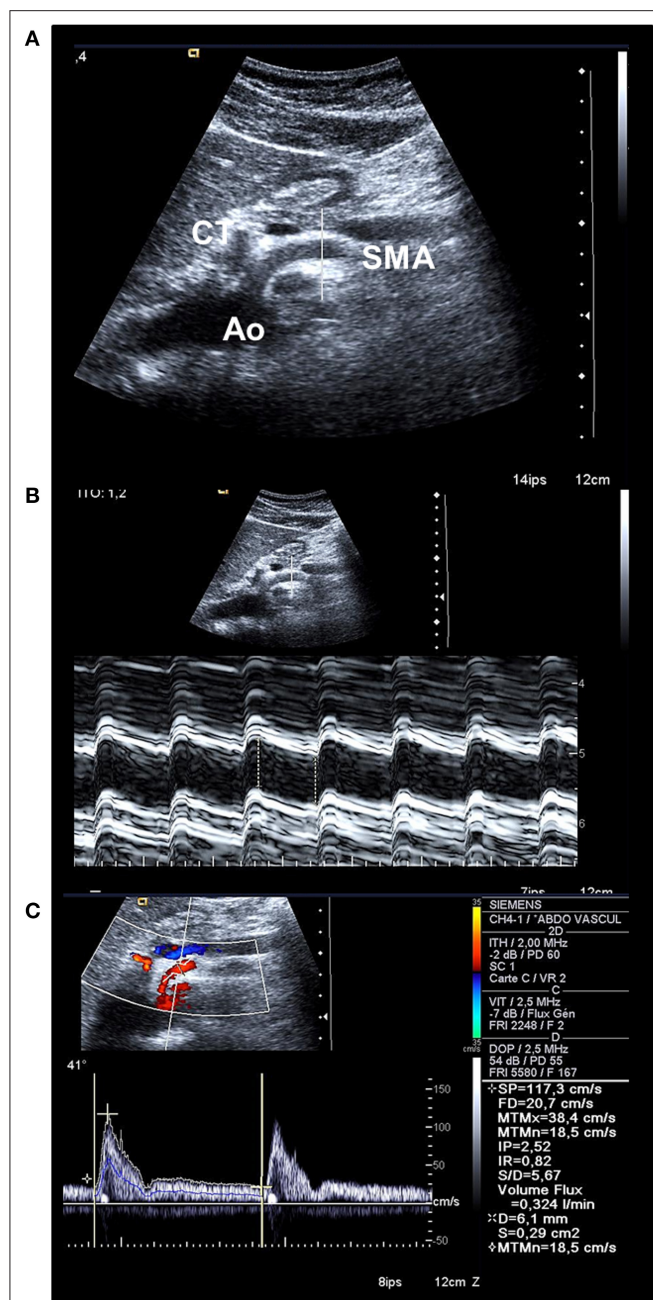 A
,4
CT
SMA
Ao
14ips 12cm
B
ITO: 1,2
4
5
6
7ips 12cm
C
35
35
cm/s
SIEMENS
CH4-1 / *ABDO VASCUL
2D
ITH / 2,00 MHz
-2 dB / PD 60
SC 1
Carte C / VR 2
C
VIT / 2,5 MHz
-7 dB / Flux Gén
FRI 2248 / F 2
D
DOP / 2,5 MHz
54 dB / PD 55
FRI 5580 / F 167
41°
150
100
50
cm/s
-50
SP=117,3 cm/s
FD=20,7 cm/s
MTMx=38,4 cm/s
MTMn=18,5 cm/s
IP=2,52
IR=0,82
S/D=5,67
Volume Flux
=0,324 l/min
D=6,1 mm
S=0,29 cm2
MTMn=18,5 cm/s
8ips 12cm Z